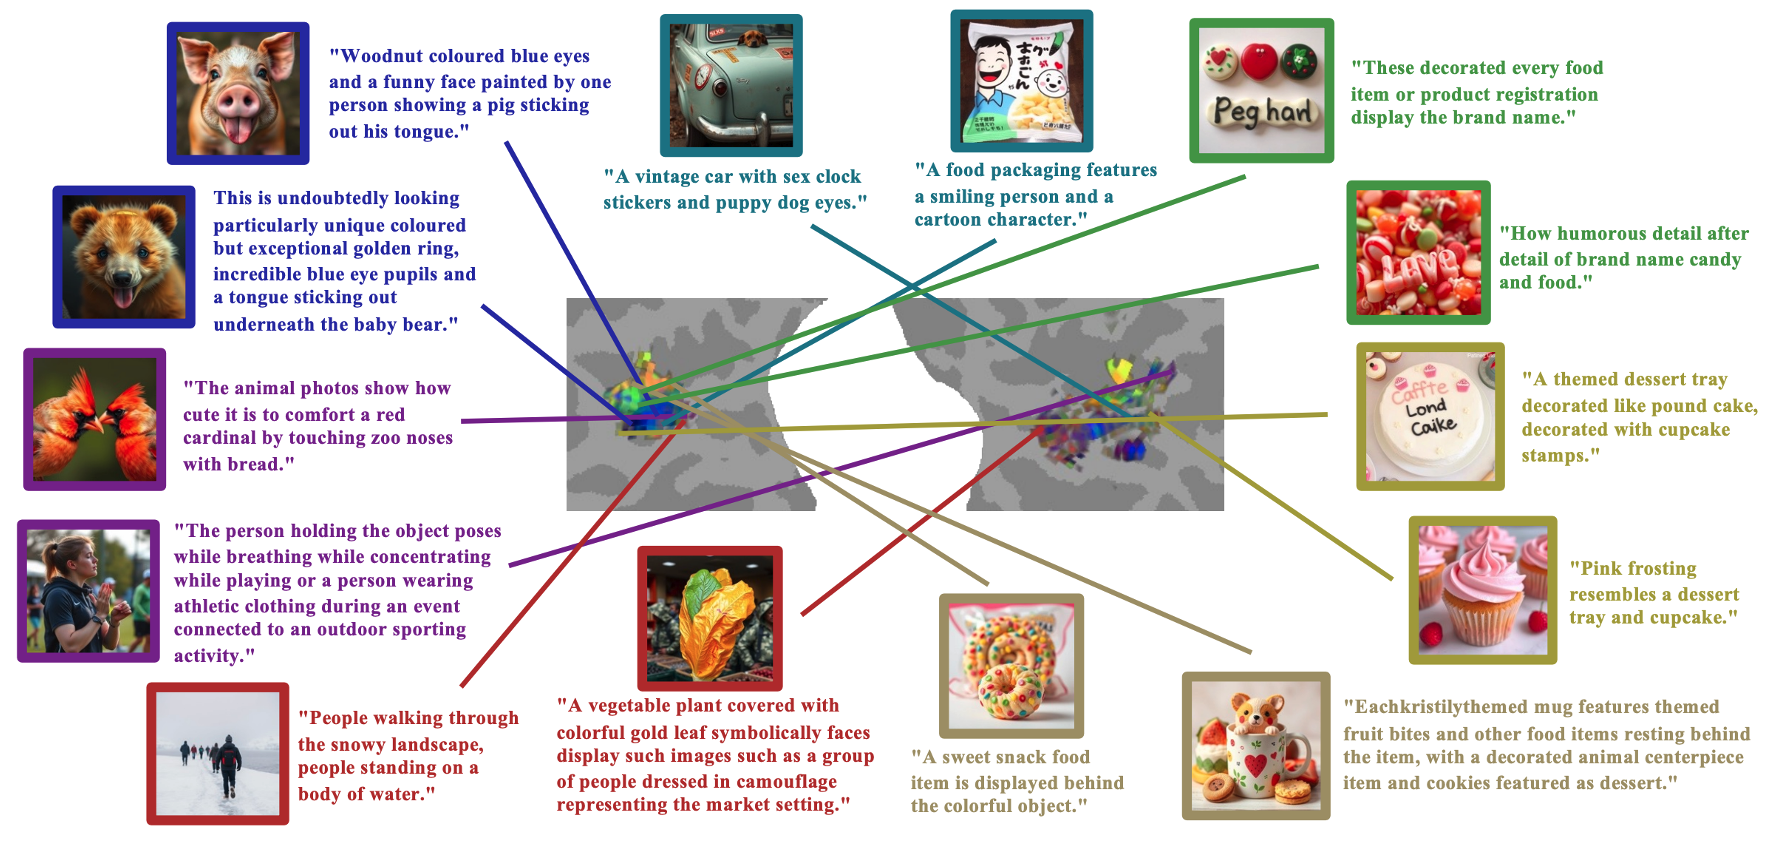 "Woodnut coloured blue eyes
and a funny face painted by one
person showing a pig sticking
out his tongue."
This is undoubtedly looking
particularly unique coloured
but exceptional golden ring,
incredible blue eye pupils and
a tongue sticking out
underneath the baby bear."
"The animal photos show how
cute it is to comfort a red
cardinal by touching zoo noses
with bread."
"The person holding the object poses
while breathing while concentrating
while playing or a person wearing
athletic clothing during an event
connected to an outdoor sporting
activity."
"People walking through
the snowy landscape,
people standing on a
body of water."
"A vintage car with sex clock
stickers and puppy dog eyes."
"A food packaging features
a smiling person and a
cartoon character."
Peg harl
"These decorated every food
item or product registration
display the brand name."
Love
"How humorous detail after
detail of brand name candy
and food."
Caffte
Lond
Caike
"A themed dessert tray
decorated like pound cake,
decorated with cupcake
stamps."
"Pink frosting
resembles a dessert
tray and cupcake."
"A vegetable plant covered with
colorful gold leaf symbolically faces
display such images such as a group
of people dressed in camouflage
representing the market setting."
"A sweet snack food
item is displayed behind
the colorful object."
"Eachkristilythemed mug features themed
fruit bites and other food items resting behind
the item, with a decorated animal centerpiece
item and cookies featured as dessert."